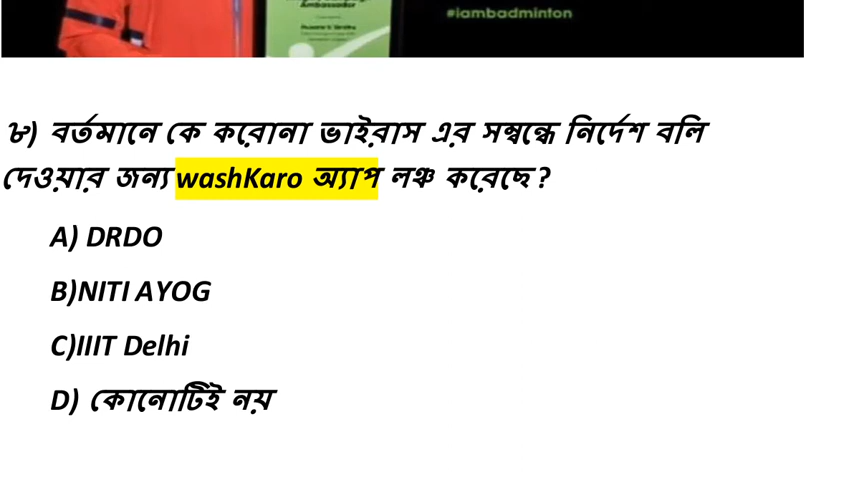 Ambassador
#iambadminton
৮) বর্তমানে কে করোনা ভাইরাস এর সম্বন্ধে নির্দেশ বলি
দেওয়ার জন্য washKaro অ্যাপ লঞ্চ করেছে ?
A) DRDO
B)NITI AYOG
C)IIIT Delhi
D) কোনোটিই নয়